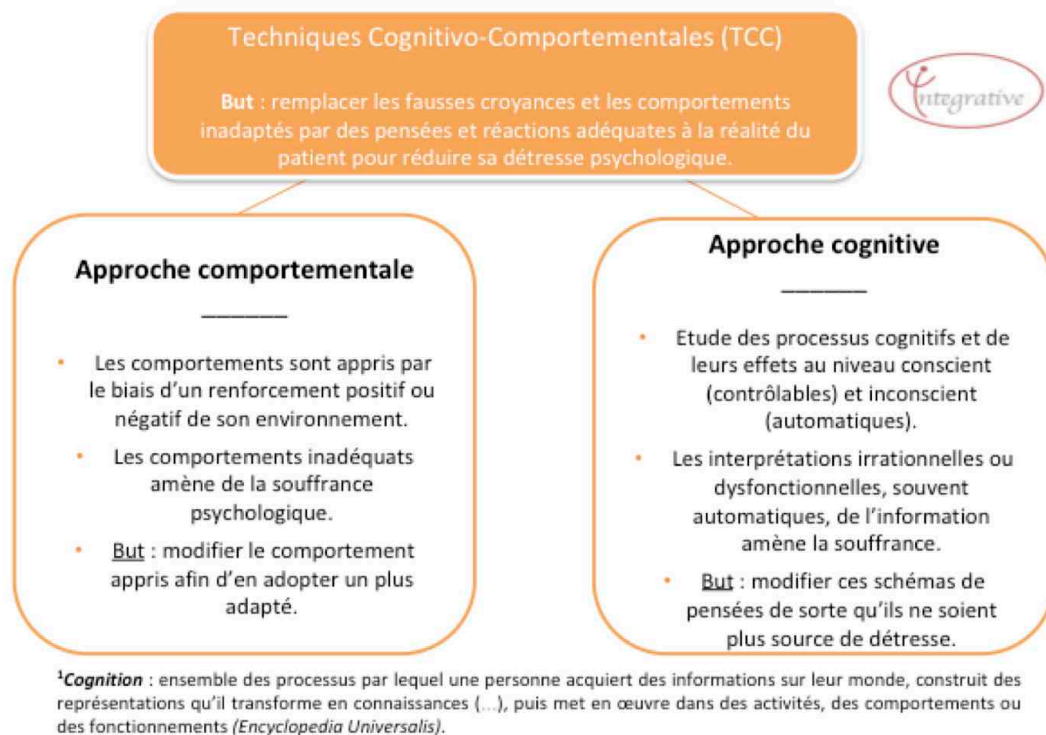 Techniques Cognitivo-Comportementales (TCC)
But : remplacer les fausses croyances et les comportements
inadaptés par des pensées et réactions adéquates à la réalité du
patient pour réduire sa détresse psychologique.
ntegrative
Approche comportementale
______
• Les comportements sont appris par
le biais d’un renforcement positif ou
négatif de son environnement.
• Les comportements inadéquats
amène de la souffrance
psychologique.
• But : modifier le comportement
appris afin d’en adopter un plus
adapté.
Approche cognitive
______
• Etude des processus cognitifs et de
leurs effets au niveau conscient
(contrôlables) et inconscient
(automatiques).
• Les interprétations irrationnelles ou
dysfonctionnelles, souvent
automatiques, de l’information
amène la souffrance.
• But : modifier ces schémas de
pensées de sorte qu’ils ne soient
plus source de détresse.
¹Cognition : ensemble des processus par lequel une personne acquiert des informations sur leur monde, construit des
représentations qu’il transforme en connaissances (...), puis met en œuvre dans des activités, des comportements ou
des fonctionnements (Encyclopedia Universalis).